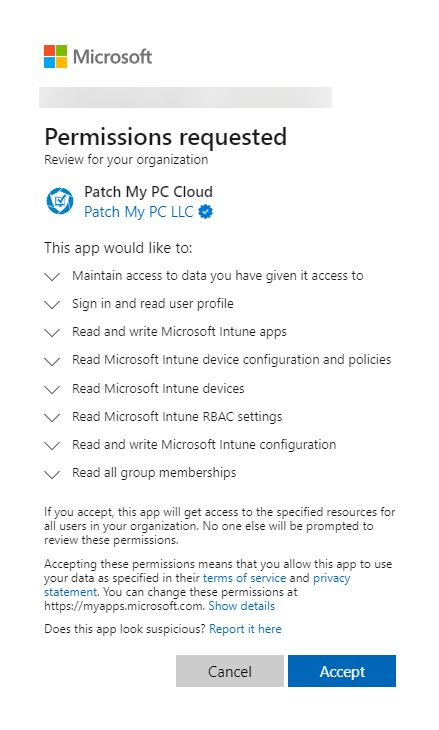 Microsoft
Permissions requested
Review for your organization
Patch My PC Cloud
Patch My PC LLC
This app would like to:
Maintain access to data you have given it access to
Sign in and read user profile
Read and write Microsoft Intune apps
Read Microsoft Intune device configuration and policies
Read Microsoft Intune devices
Read Microsoft Intune RBAC settings
Read and write Microsoft Intune configuration
Read all group memberships
If you accept, this app will get access to the specified resources for
all users in your organization. No one else will be prompted to
review these permissions.
Accepting these permissions means that you allow this app to use
your data as specified in their terms of service and privacy
statement. You can change these permissions at
https://myapps.microsoft.com. Show details
Does this app look suspicious? Report it here
Cancel
Accept